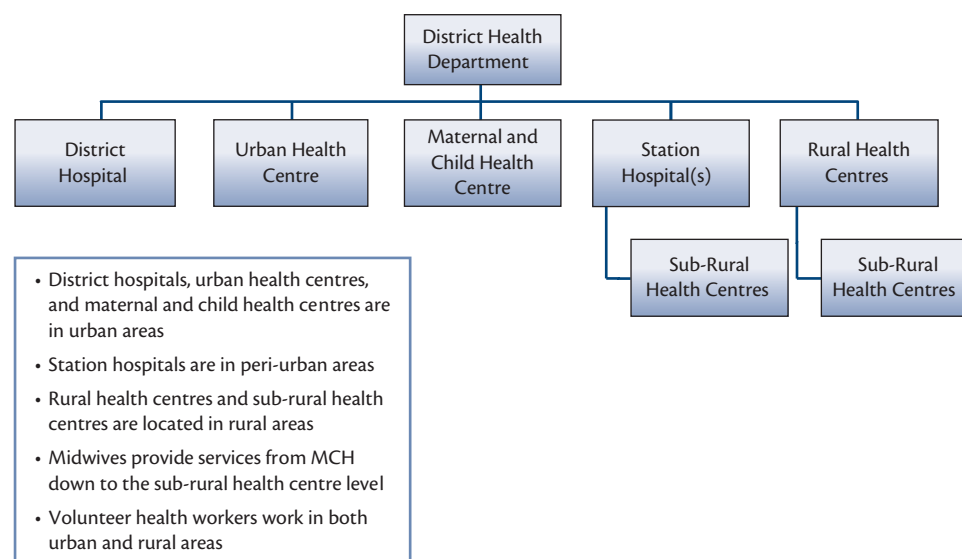 District Health
Department
District
Hospital
Urban Health
Centre
Maternal and
Child Health
Centre
Station
Hospital(s)
Rural Health
Centres
Sub-Rural
Health Centres
Sub-Rural
Health Centres
• District hospitals, urban health centres,
and maternal and child health centres are
in urban areas
• Station hospitals are in peri-urban areas
• Rural health centres and sub-rural health
centres are located in rural areas
• Midwives provide services from MCH
down to the sub-rural health centre level
• Volunteer health workers work in both
urban and rural areas